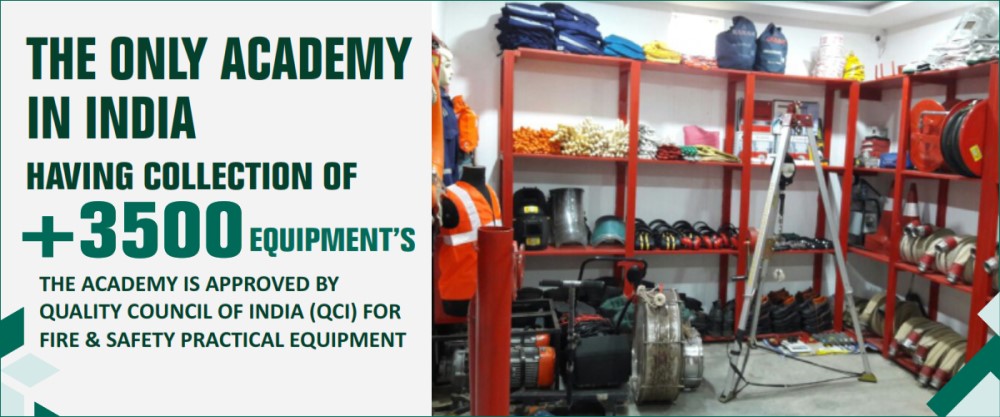 THE ONLY ACADEMY
IN INDIA
HAVING COLLECTION OF
+3500 EQUIPMENT'S
THE ACADEMY IS APPROVED BY
QUALITY COUNCIL OF INDIA (QCI) FOR
FIRE & SAFETY PRACTICAL EQUIPMENT